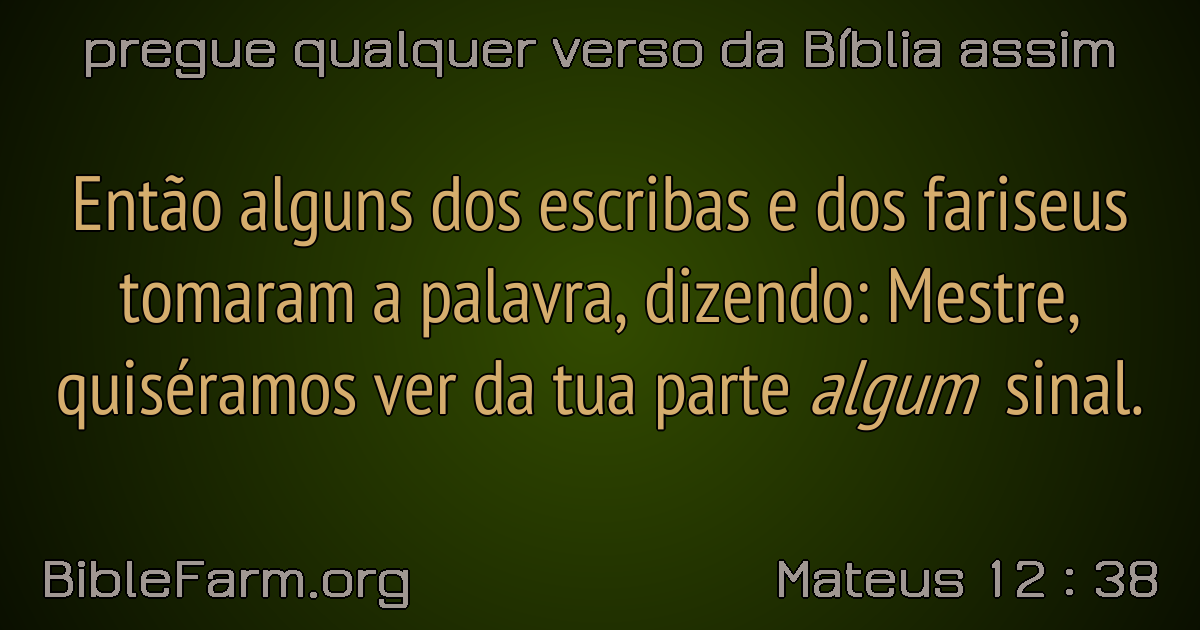 pregue qualquer verso da Bíblia assim
Então alguns dos escribas e dos fariseus
tomaram a palavra, dizendo: Mestre,
quiséramos ver da tua parte algum sinal.
BibleFarm.org
Mateus 12 : 38